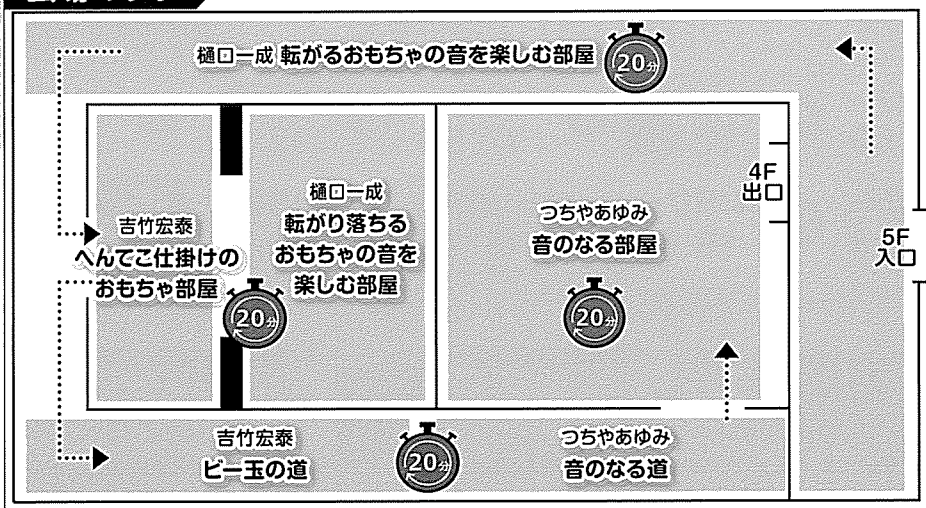 樋口一成 転がるおもちゃの音を楽しむ部屋
20分
4F
出口
5F
入口
吉竹宏泰
へんてこ仕掛けの
おもちゃ部屋
20分
樋口一成
転がり落ちる
おもちゃの音を
楽しむ部屋
つちやあゆみ
音のなる部屋
20分
吉竹宏泰
ビー玉の道
20分
つちやあゆみ
音のなる道